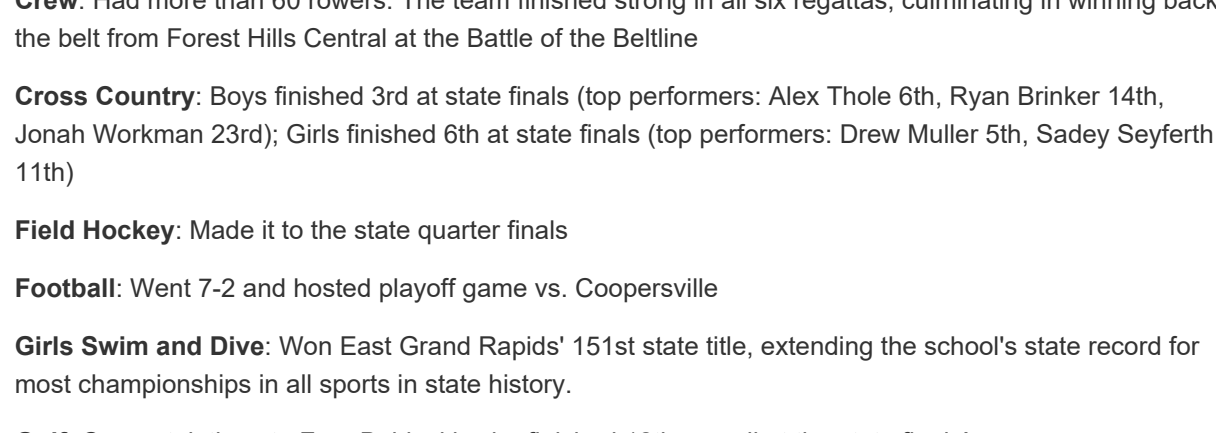 Crew: Had more than 60 rowers. The team finished strong in all six regattas, culminating in winning back
the belt from Forest Hills Central at the Battle of the Beltline
Cross Country: Boys finished 3rd at state finals (top performers: Alex Thole 6th, Ryan Brinker 14th,
Jonah Workman 23rd); Girls finished 6th at state finals (top performers: Drew Muller 5th, Sadey Seyferth
11th)
Field Hockey: Made it to the state quarter finals
Football: Went 7-2 and hosted playoff game vs. Coopersville
Girls Swim and Dive: Won East Grand Rapids' 151st state title, extending the school's state record for
most championships in all sports in state history.